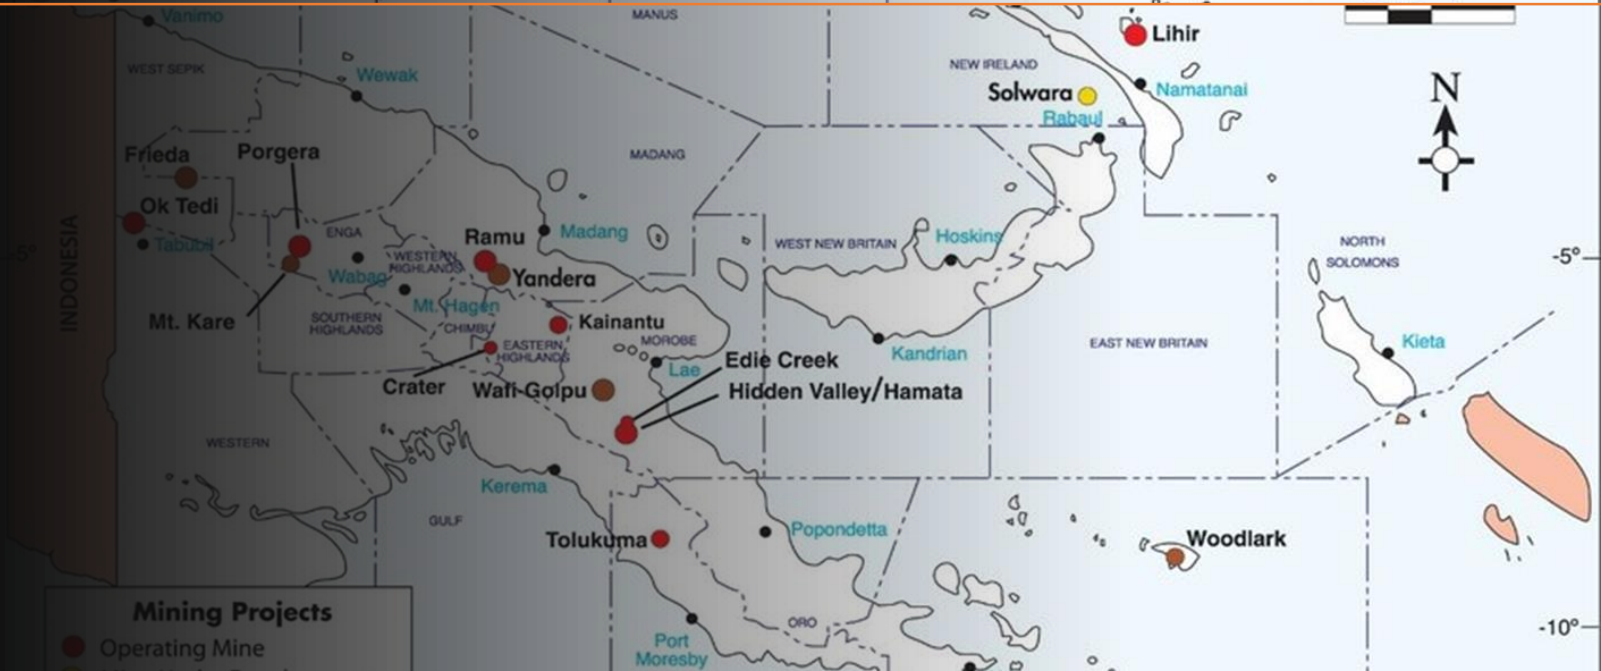 Vanimo
MANUS
Lihir
WEST SEPIK
Wewak
NEW IRELAND
Namatanai
Solwara
Rabaul
N
Frieda
Porgera
MADANG
Ok Tedi
Tabubil
ENGA
Ramu
Madang
WEST NEW BRITAIN
Hoskins
NORTH
SOLOMONS
-5°
-5°
INDONESIA
Wabag
WESTERN
HIGHLANDS
Yandera
Mt. Hagen
Mt. Kare
SOUTHERN
HIGHLANDS
CHIMBU
Kainantu
EASTERN
HIGHLANDS
MOROBE
Lae
Kandrian
EAST NEW BRITAIN
Kieta
Crater
Wafi-Golpu
Edie Creek
Hidden Valley/Hamata
WESTERN
Kerema
GULF
Tolukuma
Popondetta
Woodlark
Mining Projects
Operating Mine
ORO
Port
Moresby
-10°